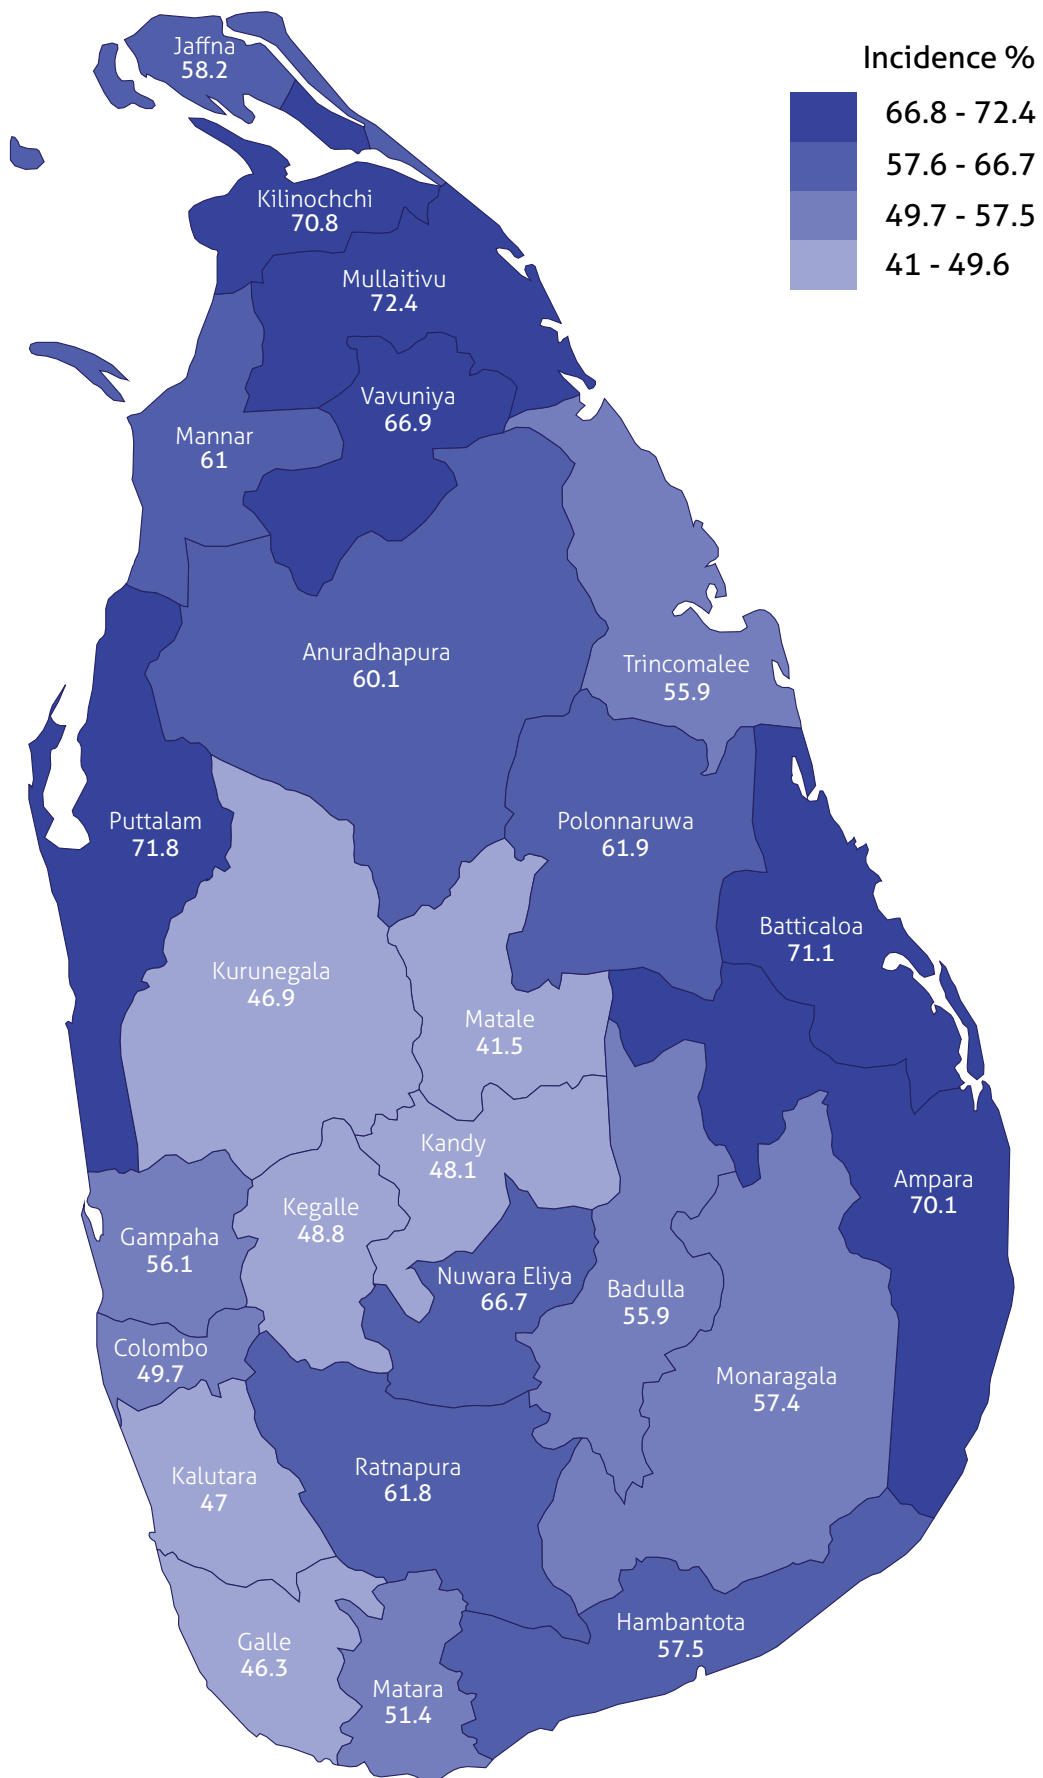 Incidence %
66.8 - 72.4
57.6 - 66.7
49.7 - 57.5
41 - 49.6
Jaffna
58.2
Kilinochchi
70.8
Mullaitivu
72.4
Vavuniya
66.9
Mannar
61
Anuradhapura
60.1
Trincomalee
55.9
Puttalam
71.8
Polonnaruwa
61.9
Batticaloa
71.1
Kurunegala
46.9
Matale
41.5
Kandy
48.1
Ampara
70.1
Kegalle
48.8
Gampaha
56.1
Nuwara Eliya
66.7
Badulla
55.9
Colombo
49.7
Monaragala
57.4
Ratnapura
61.8
Kalutara
47
Hambantota
57.5
Galle
46.3
Matara
51.4